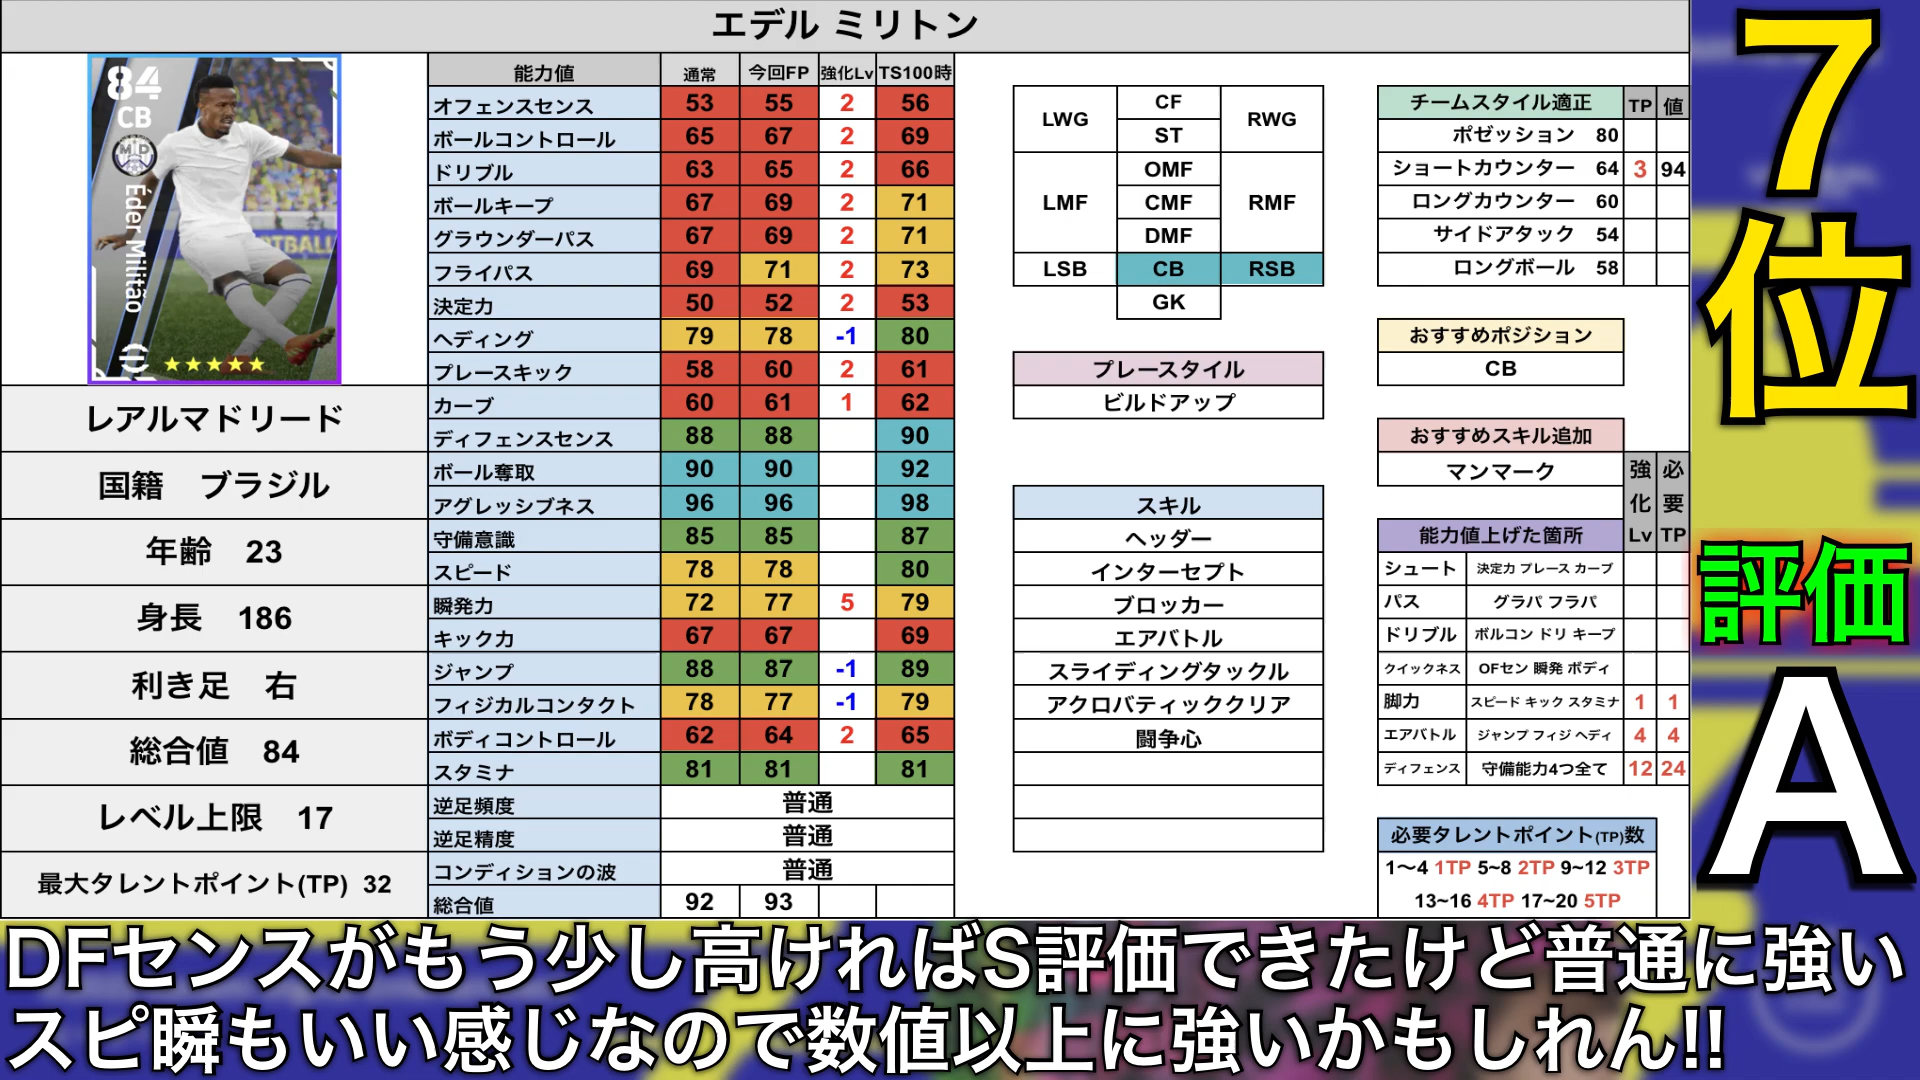 エデル ミリトン
84
CB
Éder Militão
レアルマドリード
国籍 ブラジル
年齢 23
身長 186
利き足 右
総合値 84
レベル上限 17
最大タレントポイント(TP) 32
能力値 通常 今回FP 強化Lv TS100時
オフェンスセンス 53 55 2 56
ボールコントロール 65 67 2 69
ドリブル 63 65 2 66
ボールキープ 67 69 2 71
グラウンダーパス 67 69 2 71
フライパス 69 71 2 73
決定力 50 52 2 53
ヘディング 79 78 -1 80
プレースキック 58 60 2 61
カーブ 60 61 1 62
ディフェンスセンス 88 88 90
ボール奪取 90 90 92
アグレッシブネス 96 96 98
守備意識 85 85 87
スピード 78 78 80
瞬発力 72 77 5 79
キック力 67 67 69
ジャンプ 88 87 -1 89
フィジカルコンタクト 78 77 -1 79
ボディコントロール 62 64 2 65
スタミナ 81 81 81
逆足頻度 普通
逆足精度 普通
コンディションの波 普通
総合値 92 93
LWG CF RWG
ST
OMF
LMF CMF RMF
DMF
LSB CB RSB
GK
プレースタイル
ビルドアップ
スキル
ヘッダー
インターセプト
ブロッカー
エアバトル
スライディングタックル
アクロバティッククリア
闘争心
チームスタイル適正 TP 値
ポゼッション 80
ショートカウンター 64 3 94
ロングカウンター 60
サイドアタック 54
ロングボール 58
おすすめポジション
CB
おすすめスキル追加
マンマーク
能力値上げた箇所 強化Lv 必要TP
シュート 決定力 プレース カーブ
パス グラパ フラパ
ドリブル ボルコン ドリ キープ
クイックネス OFセン 瞬発 ボディ
脚力 スピード キック スタミナ 1 1
エアバトル ジャンプ フィジ ヘディ 4 4
ディフェンス 守備能力4つ全て 12 24
必要タレントポイント(TP)数
1〜4 1TP 5~8 2TP 9~12 3TP
13~16 4TP 17~20 5TP
7位
評価
A
DFセンスがもう少し高ければS評価できたけど普通に強い
スピ瞬もいい感じなので数値以上に強いかもしれん!!